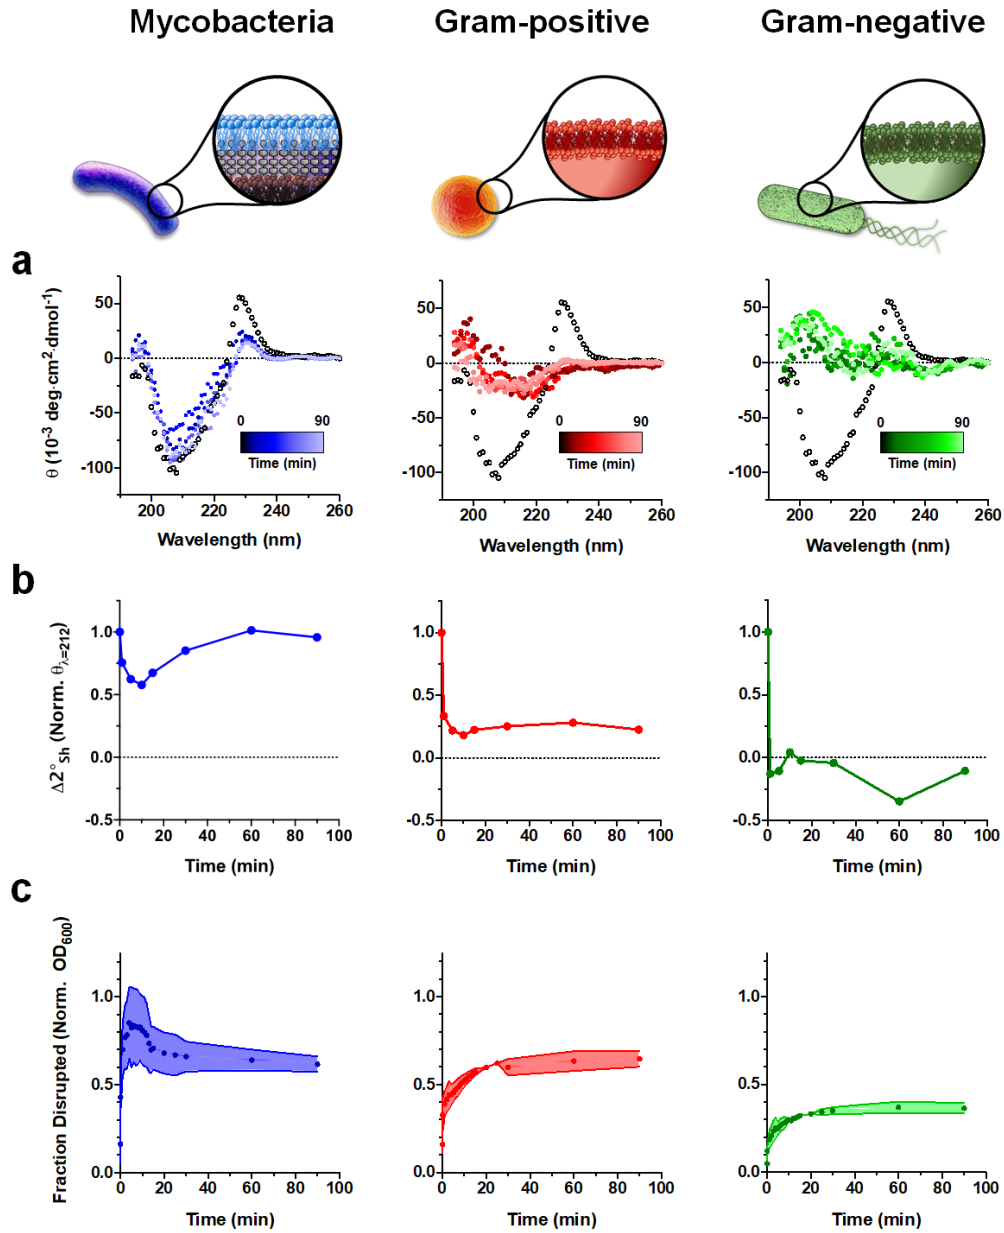 Mycobacteria Gram-positive Gram-negative
a
θ (10⁻³ deg·cm²·dmol⁻¹)
50
0
-50
-100
0 90
Time (min)
200 220 240 260
Wavelength (nm)
50
0
-50
-100
0 90
Time (min)
200 220 240 260
Wavelength (nm)
50
0
-50
-100
0 90
Time (min)
200 220 240 260
Wavelength (nm)
b
Δ2°Sh (Norm. θλ=212)
1.0
0.5
0.0
-0.5
0 20 40 60 80 100
Time (min)
1.0
0.5
0.0
-0.5
0 20 40 60 80 100
Time (min)
1.0
0.5
0.0
-0.5
0 20 40 60 80 100
Time (min)
c
Fraction Disrupted (Norm. OD600)
1.0
0.5
0.0
0 20 40 60 80 100
Time (min)
1.0
0.5
0.0
0 20 40 60 80 100
Time (min)
1.0
0.5
0.0
0 20 40 60 80 100
Time (min)